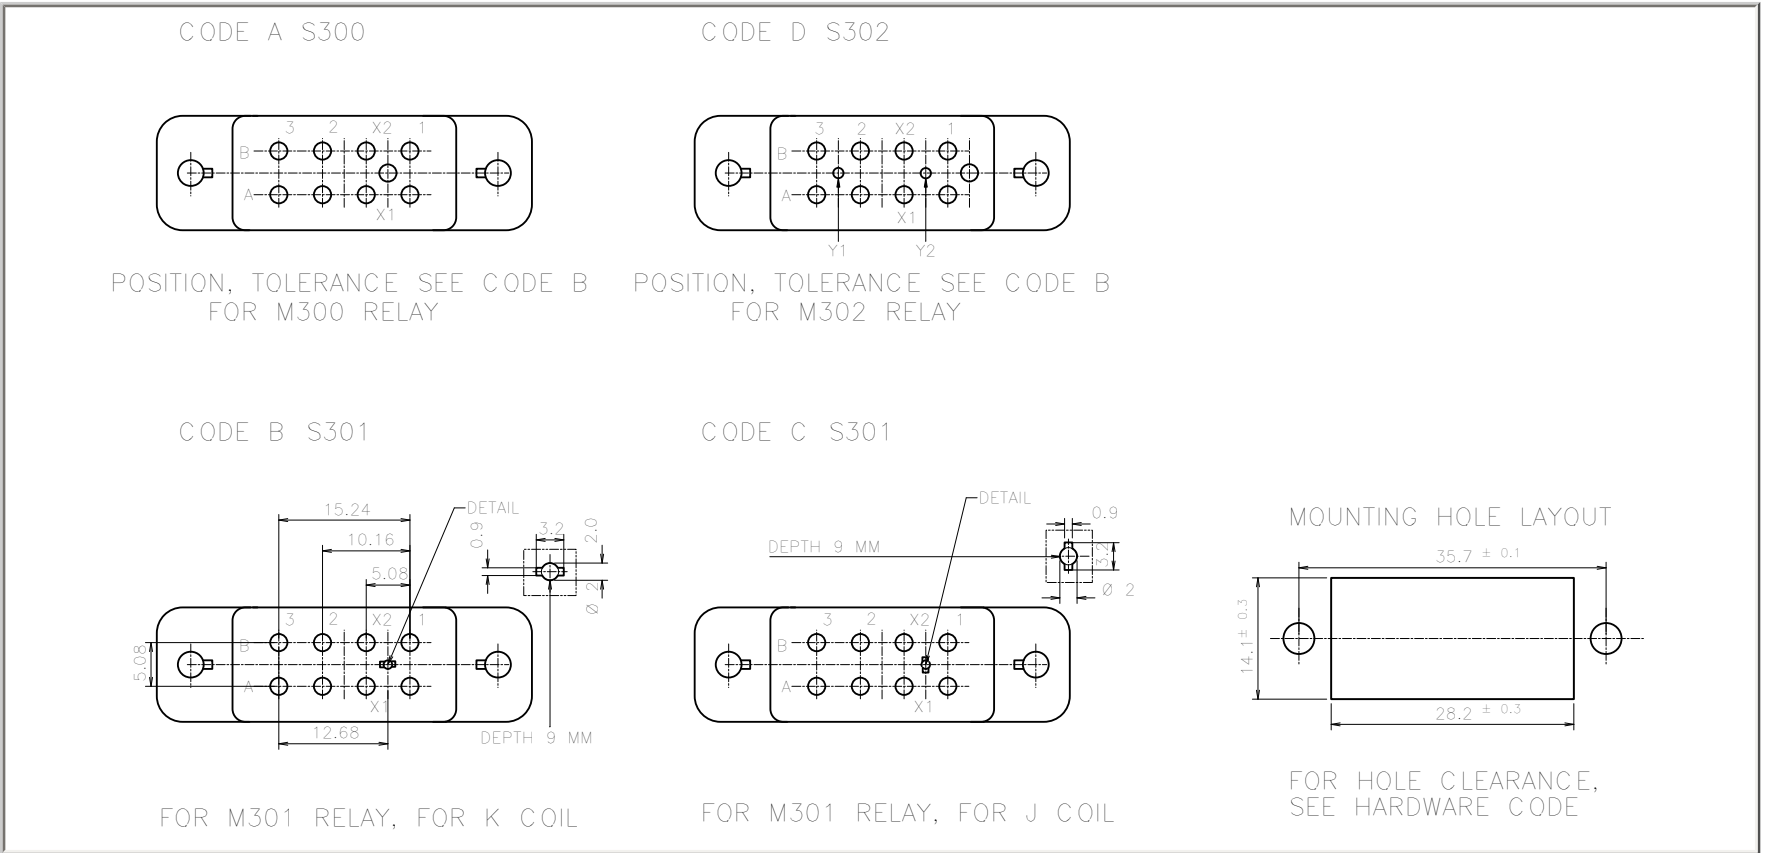 CODE A S300
3 2 X2 1
B
A
X1
POSITION, TOLERANCE SEE CODE B
FOR M300 RELAY
CODE D S302
3 2 X2 1
B
A
X1
Y1 Y2
POSITION, TOLERANCE SEE CODE B
FOR M302 RELAY
CODE B S301
15.24
10.16
5.08
DETAIL
0.9
3.2
2.0
Ø 2
3 2 X2 1
B
A
5.08
X1
12.68
DEPTH 9 MM
FOR M301 RELAY, FOR K COIL
CODE C S301
DETAIL
0.9
DEPTH 9 MM
3.2
Ø 2
3 2 X2 1
B
A
X1
FOR M301 RELAY, FOR J COIL
MOUNTING HOLE LAYOUT
35.7 ± 0.1
14.1 ± 0.3
28.2 ± 0.3
FOR HOLE CLEARANCE,
SEE HARDWARE CODE